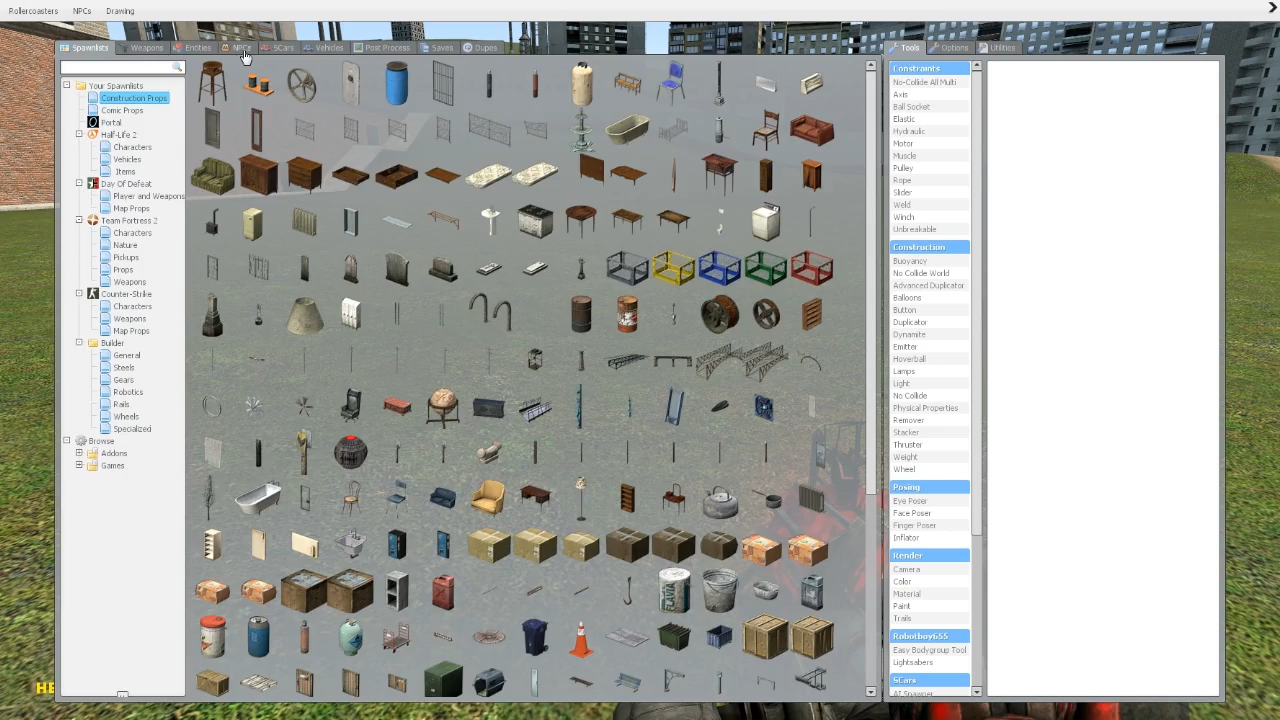 Rollercoasters NPCs Drawing
Spawnlists Weapons Entities NPCs SCars Vehicles Post Process Saves Dupes
Your Spawnlists
Construction Props
Comic Props
Portal
Half-Life 2
Characters
Vehicles
Items
Day Of Defeat
Player and Weapons
Map Props
Team Fortress 2
Characters
Nature
Pickups
Props
Weapons
Counter-Strike
Characters
Weapons
Map Props
Builder
General
Steels
Gears
Robotics
Rails
Wheels
Specialized
Browse
Addons
Games
HE
Tools Options Utilities
Constraints
No-Collide All Multi
Axis
Ball Socket
Elastic
Hydraulic
Motor
Muscle
Pulley
Rope
Slider
Weld
Winch
Unbreakable
Construction
Buoyancy
No Collide World
Advanced Duplicator
Balloons
Button
Duplicator
Dynamite
Emitter
Hoverball
Lamps
Light
No Collide
Physical Properties
Remover
Stacker
Thruster
Weight
Wheel
Posing
Eye Poser
Face Poser
Finger Poser
Inflator
Render
Camera
Color
Material
Paint
Trails
Robotboy655
Easy Bodygroup Tool
Lightsabers
SCars
AI Spawner